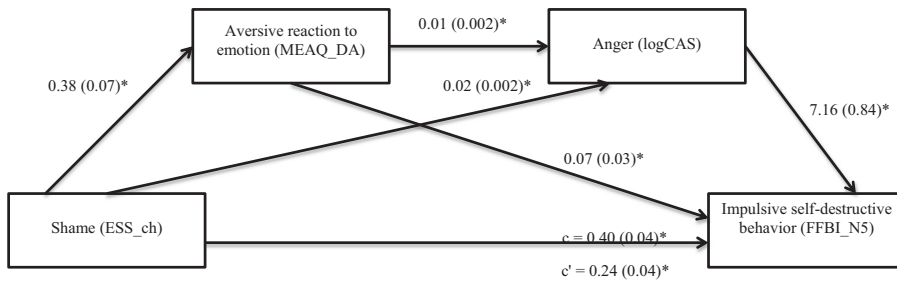 Aversive reaction to
emotion (MEAQ_DA)
0.01 (0.002)*
Anger (logCAS)
0.38 (0.07)*
0.02 (0.002)*
7.16 (0.84)*
0.07 (0.03)*
Shame (ESS_ch)
Impulsive self-destructive
behavior (FFBI_N5)
c = 0.40 (0.04)*
c' = 0.24 (0.04)*